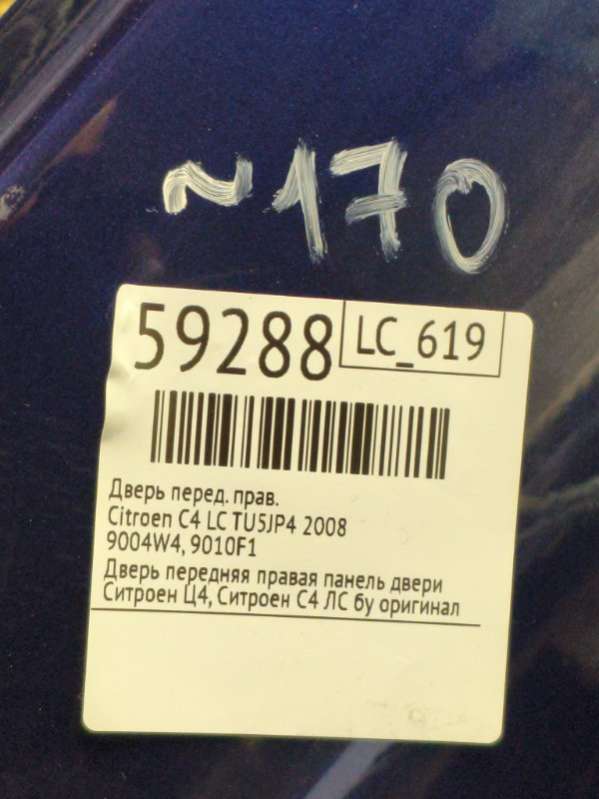 ~170
59288
LC_619
Дверь перед. прав.
Citroen C4 LC TU5JP4 2008
9004W4, 9010F1
Дверь передняя правая панель двери
Ситроен Ц4, Ситроен С4 ЛС бу оригинал